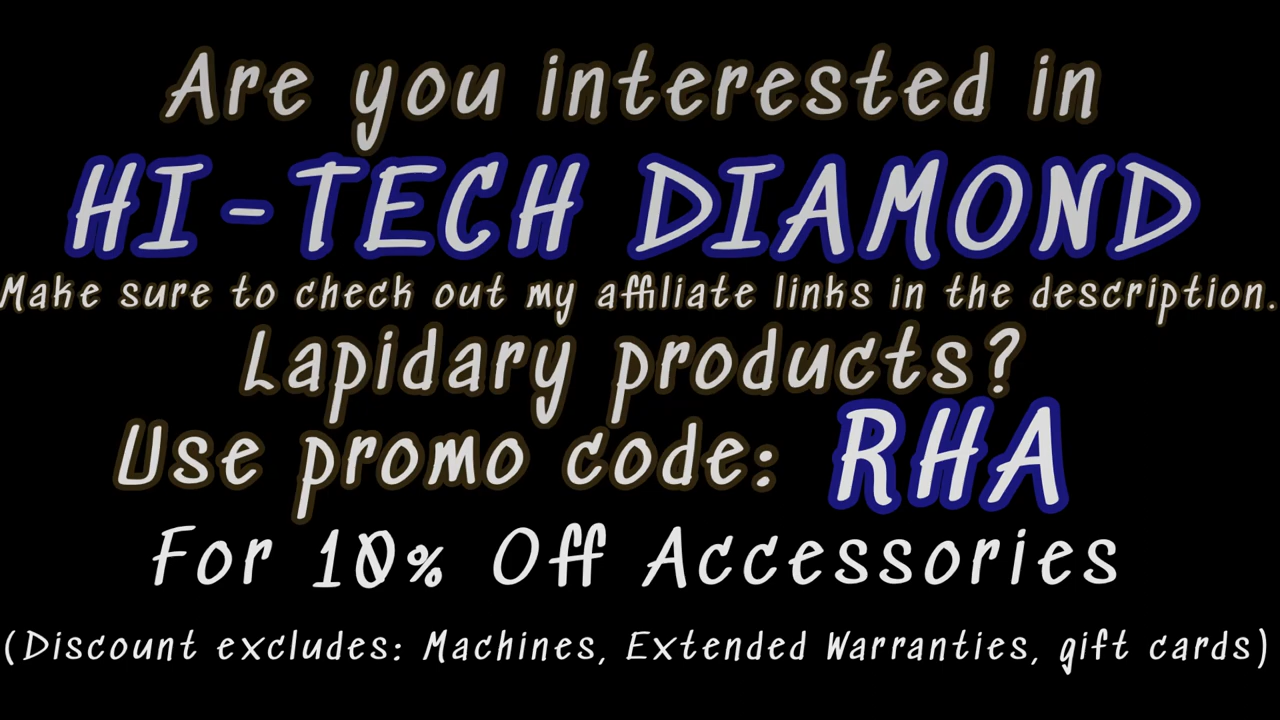 Are you interested in
HI-TECH DIAMOND
Make sure to check out my affiliate links in the description.
Lapidary products?
Use promo code: RHA
For 10% Off Accessories
(Discount excludes: Machines, Extended Warranties, gift cards)